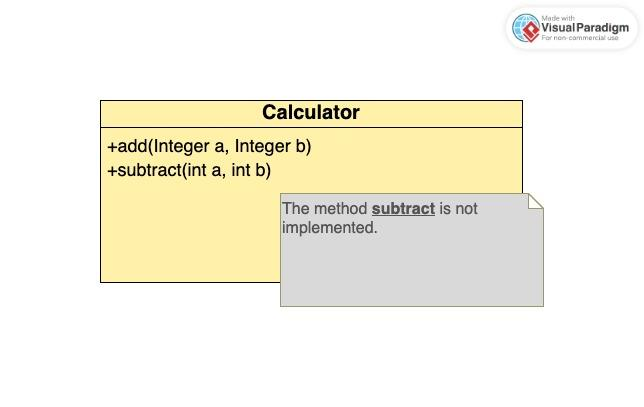 Made with
Visual Paradigm
For non-commercial use
Calculator
+add(Integer a, Integer b)
+subtract(int a, int b)
The method subtract is not
implemented.